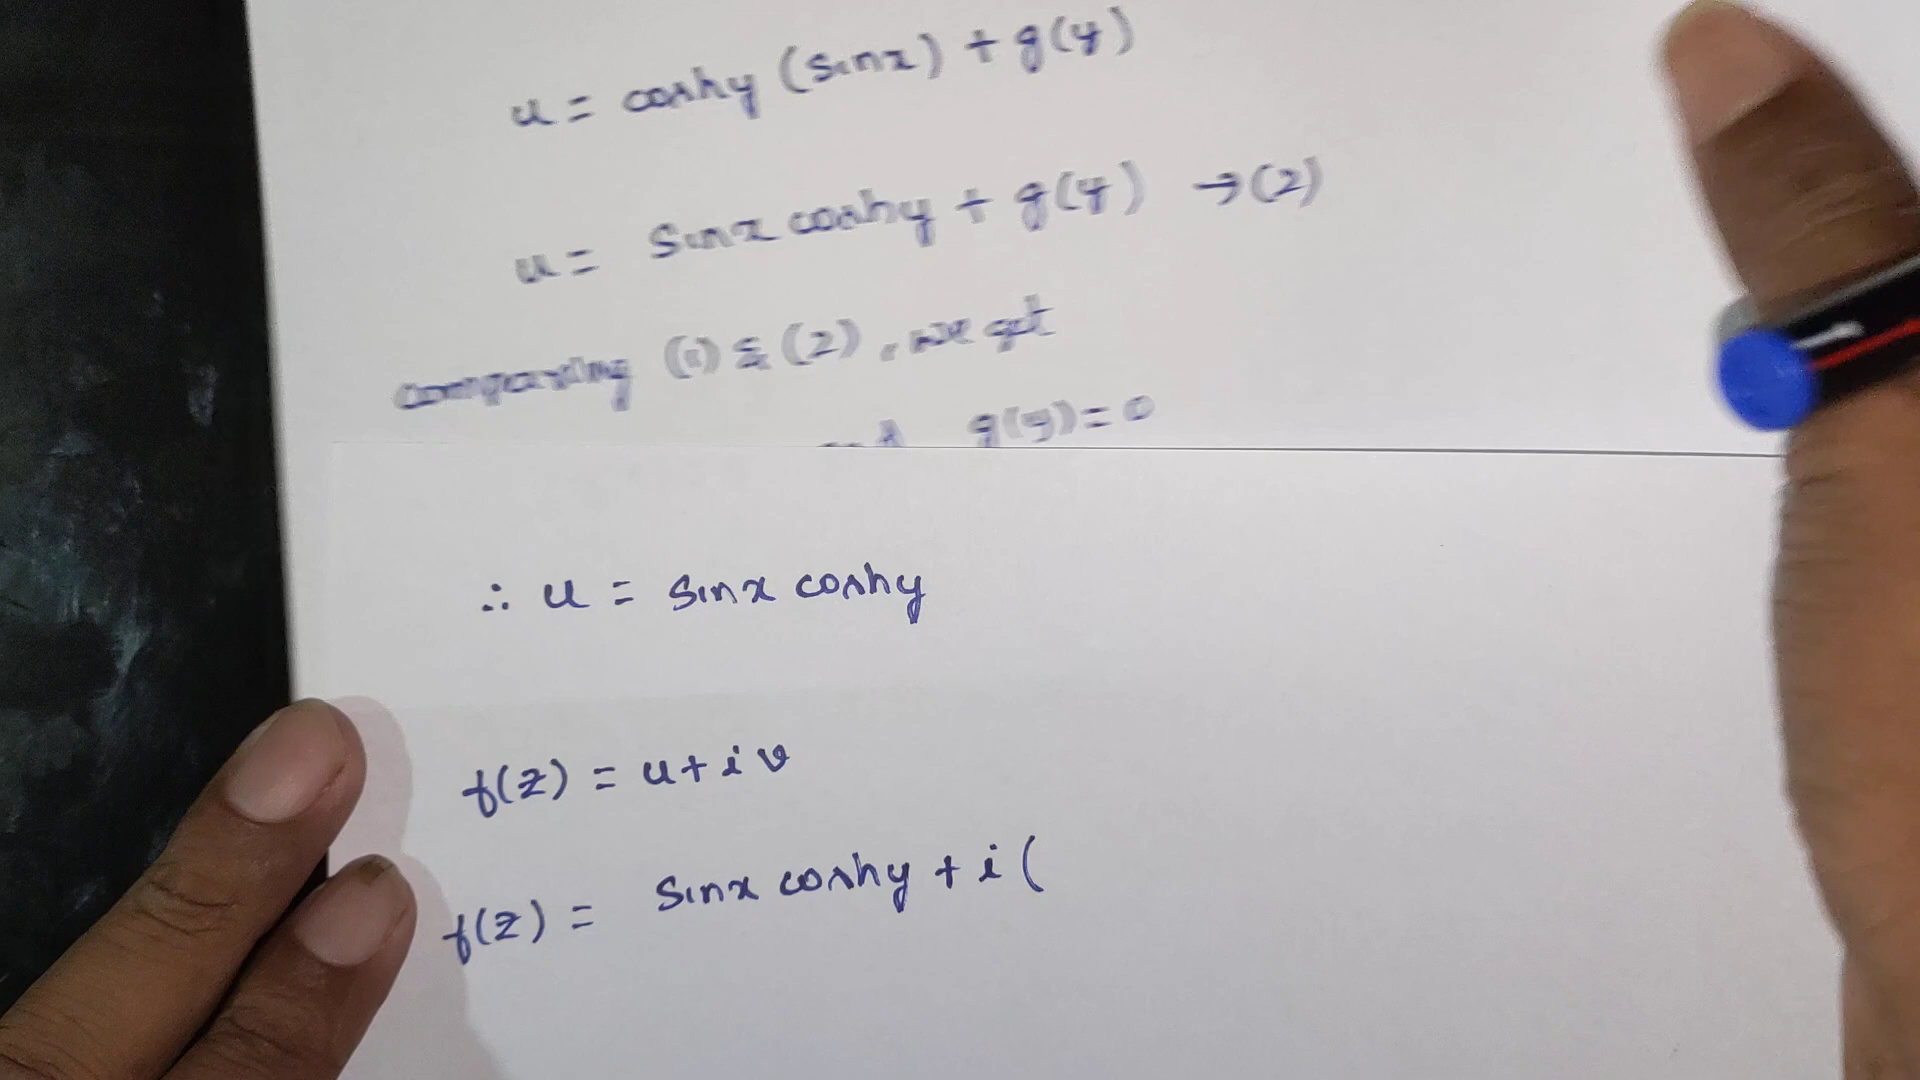 u = coshy (sinx) + g(y)
u = sinx coshy + g(y) → (2)
comparing (1) & (2), we get
g(y) = 0
∴ u = sinx coshy
f(z) = u + i v
f(z) = sinx coshy + i (